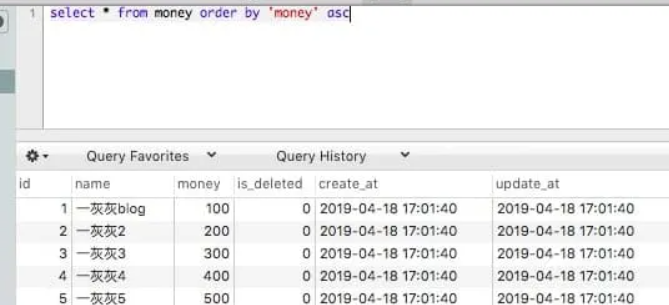 1 select * from money order by 'money' asc
Query Favorites Query History
id name money is_deleted create_at update_at
1 一灰灰blog 100 0 2019-04-18 17:01:40 2019-04-18 17:01:40
2 一灰灰2 200 0 2019-04-18 17:01:40 2019-04-18 17:01:40
3 一灰灰3 300 0 2019-04-18 17:01:40 2019-04-18 17:01:40
4 一灰灰4 400 0 2019-04-18 17:01:40 2019-04-18 17:01:40
5 一灰灰5 500 0 2019-04-18 17:01:40 2019-04-18 17:01:40